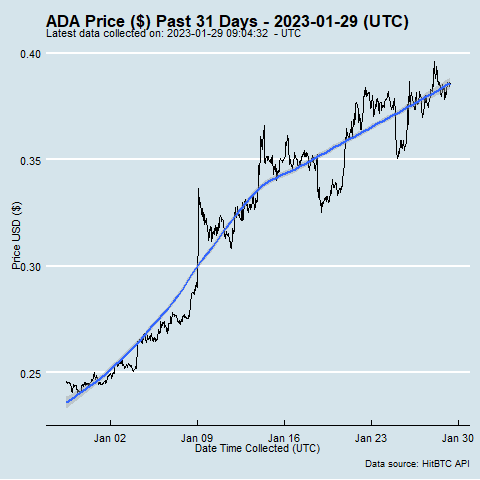 ADA Price ($) Past 31 Days - 2023-01-29 (UTC)
Latest data collected on: 2023-01-29 09:04:32 - UTC
0.40
0.35
0.30
0.25
Price USD ($)
Jan 02 Jan 09 Jan 16 Jan 23 Jan 30
Date Time Collected (UTC)
Data source: HitBTC API